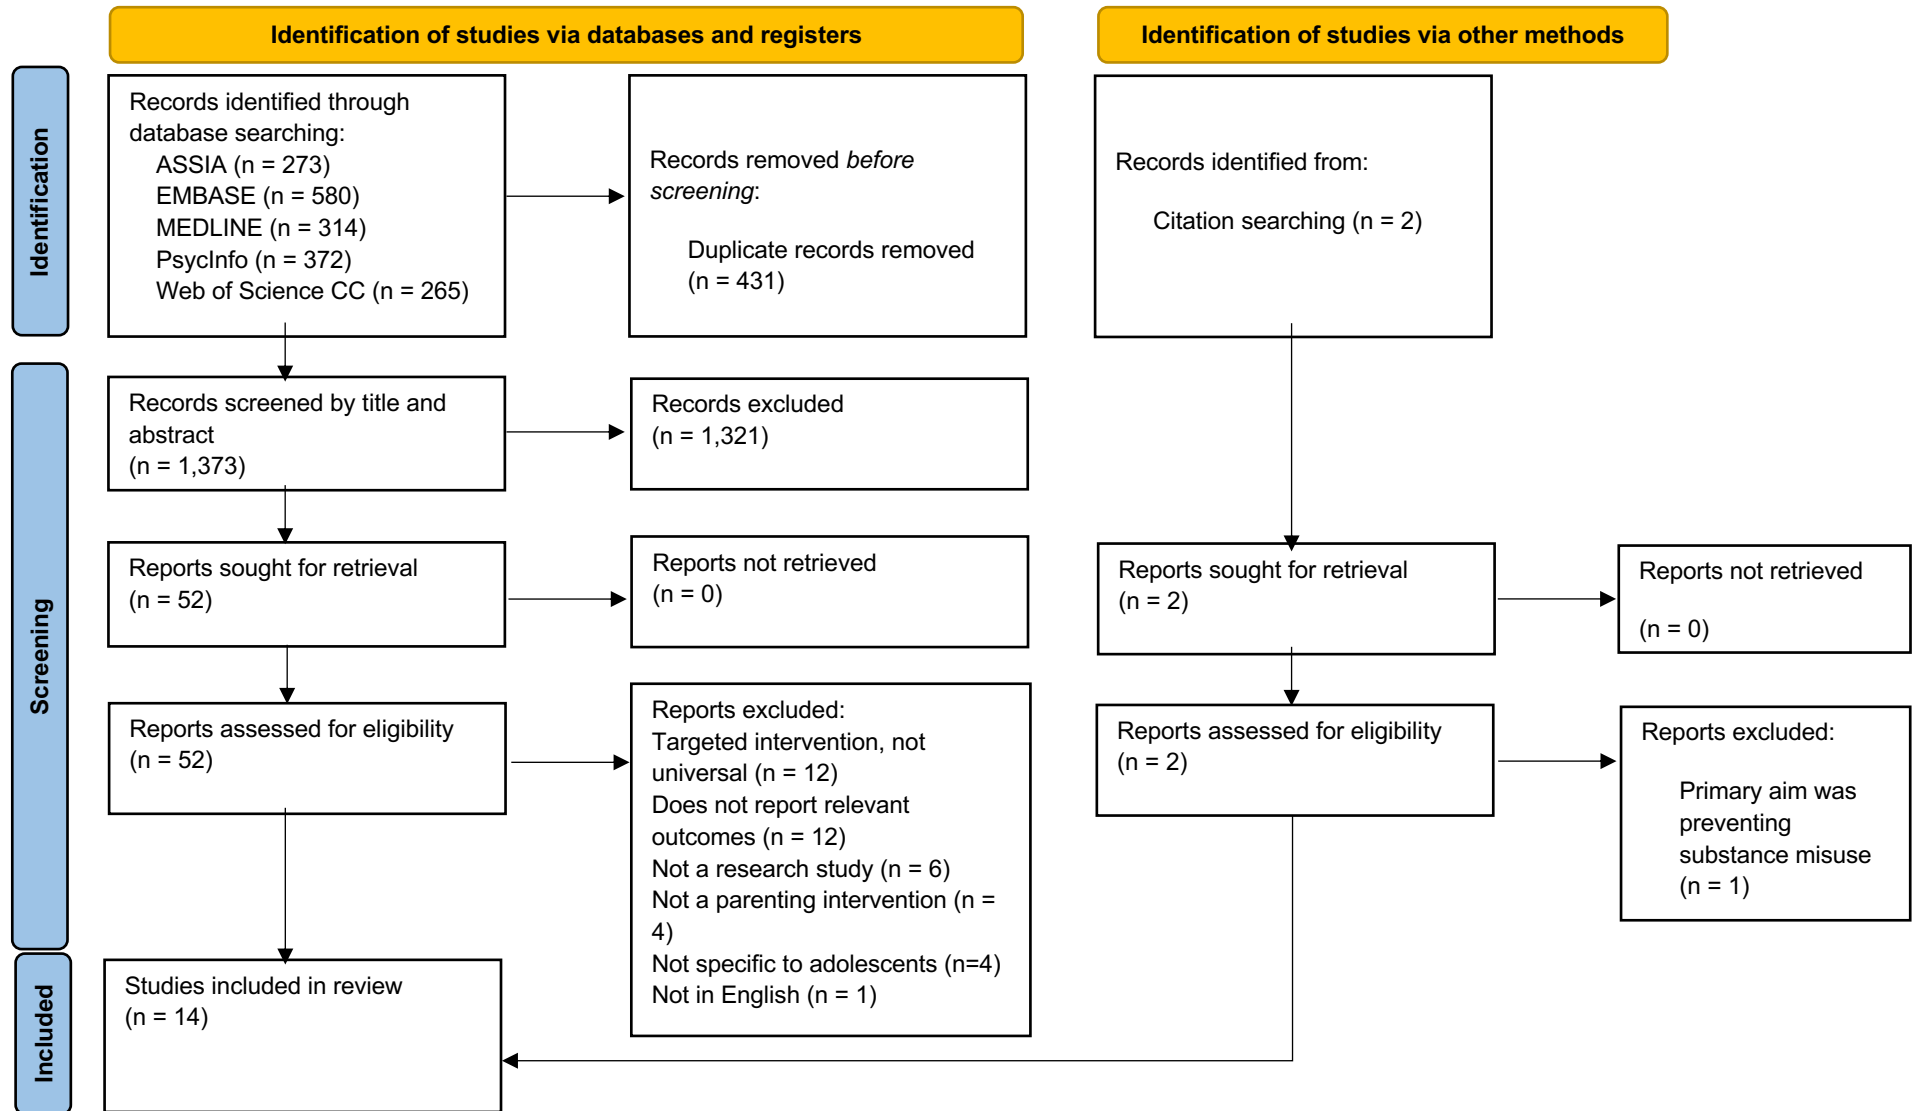 Identification of studies via databases and registers
Identification of studies via other methods
Identification
Records identified through
database searching:
ASSIA (n = 273)
EMBASE (n = 580)
MEDLINE (n = 314)
PsycInfo (n = 372)
Web of Science CC (n = 265)
Records removed before
screening:
Duplicate records removed
(n = 431)
Records identified from:
Citation searching (n = 2)
Screening
Records screened by title and
abstract
(n = 1,373)
Records excluded
(n = 1,321)
Reports sought for retrieval
(n = 52)
Reports not retrieved
(n = 0)
Reports sought for retrieval
(n = 2)
Reports not retrieved
(n = 0)
Reports assessed for eligibility
(n = 52)
Reports excluded:
Targeted intervention, not
universal (n = 12)
Does not report relevant
outcomes (n = 12)
Not a research study (n = 6)
Not a parenting intervention (n =
4)
Not specific to adolescents (n=4)
Not in English (n = 1)
Reports assessed for eligibility
(n = 2)
Reports excluded:
Primary aim was
preventing
substance misuse
(n = 1)
Included
Studies included in review
(n = 14)